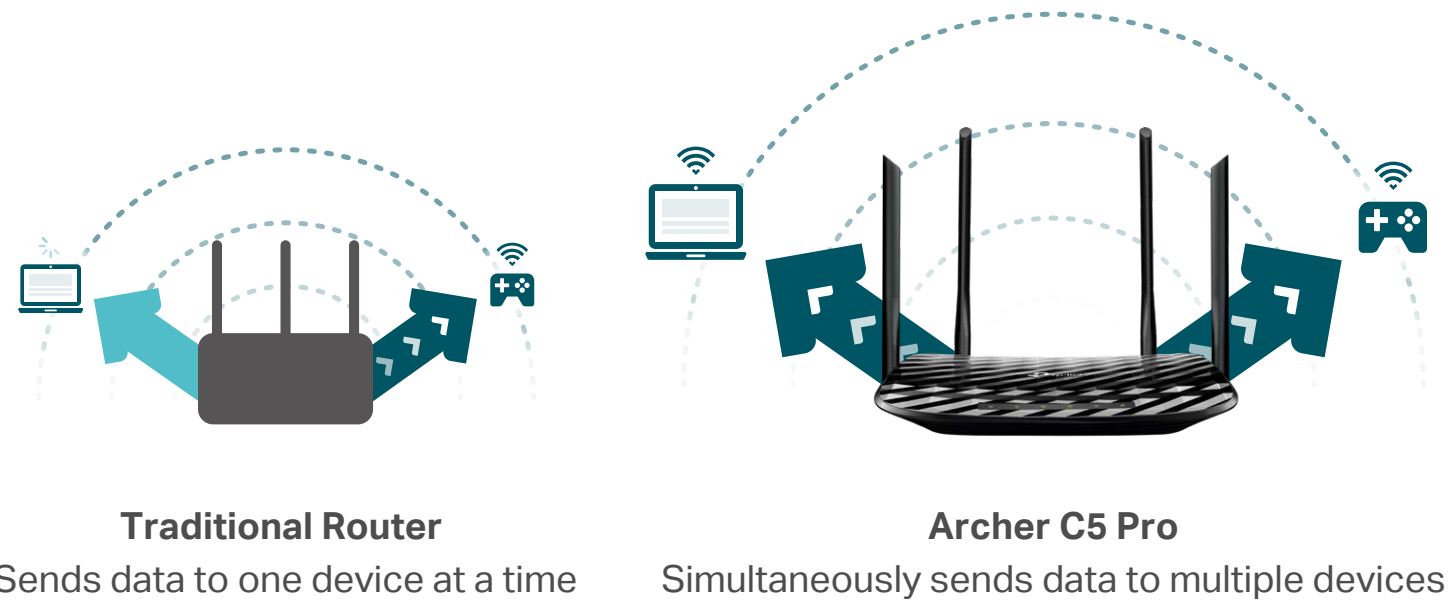 Traditional Router
Sends data to one device at a time
Archer C5 Pro
Simultaneously sends data to multiple devices